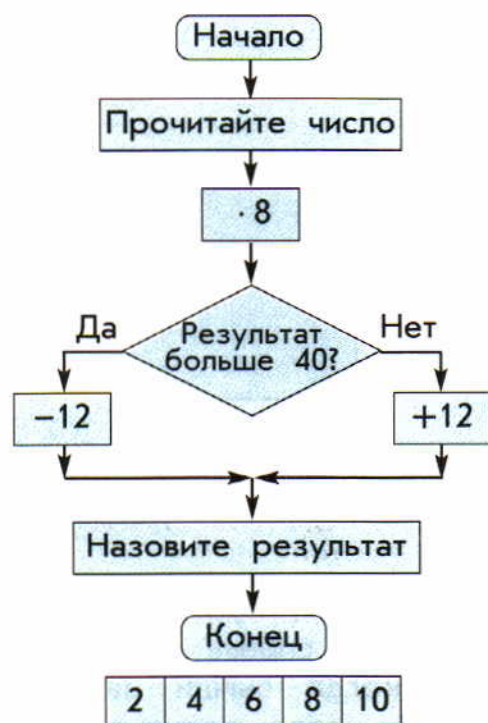 Начало
Прочитайте число
· 8
Да
Результат
больше 40?
Нет
−12
+12
Назовите результат
Конец
2 4 6 8 10